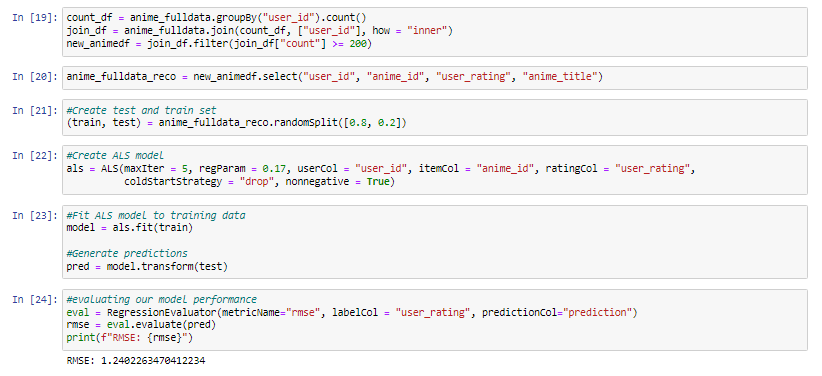 In [19]: count_df = anime_fulldata.groupBy("user_id").count()
join_df = anime_fulldata.join(count_df, ["user_id"], how = "inner")
new_animedf = join_df.filter(join_df["count"] >= 200)
In [20]: anime_fulldata_reco = new_animedf.select("user_id", "anime_id", "user_rating", "anime_title")
In [21]: #Create test and train set
(train, test) = anime_fulldata_reco.randomSplit([0.8, 0.2])
In [22]: #Create ALS model
als = ALS(maxIter = 5, regParam = 0.17, userCol = "user_id", itemCol = "anime_id", ratingCol = "user_rating",
coldStartStrategy = "drop", nonnegative = True)
In [23]: #Fit ALS model to training data
model = als.fit(train)
#Generate predictions
pred = model.transform(test)
In [24]: #evaluating our model performance
eval = RegressionEvaluator(metricName="rmse", labelCol = "user_rating", predictionCol="prediction")
rmse = eval.evaluate(pred)
print(f"RMSE: {rmse}")
RMSE: 1.2402263470412234